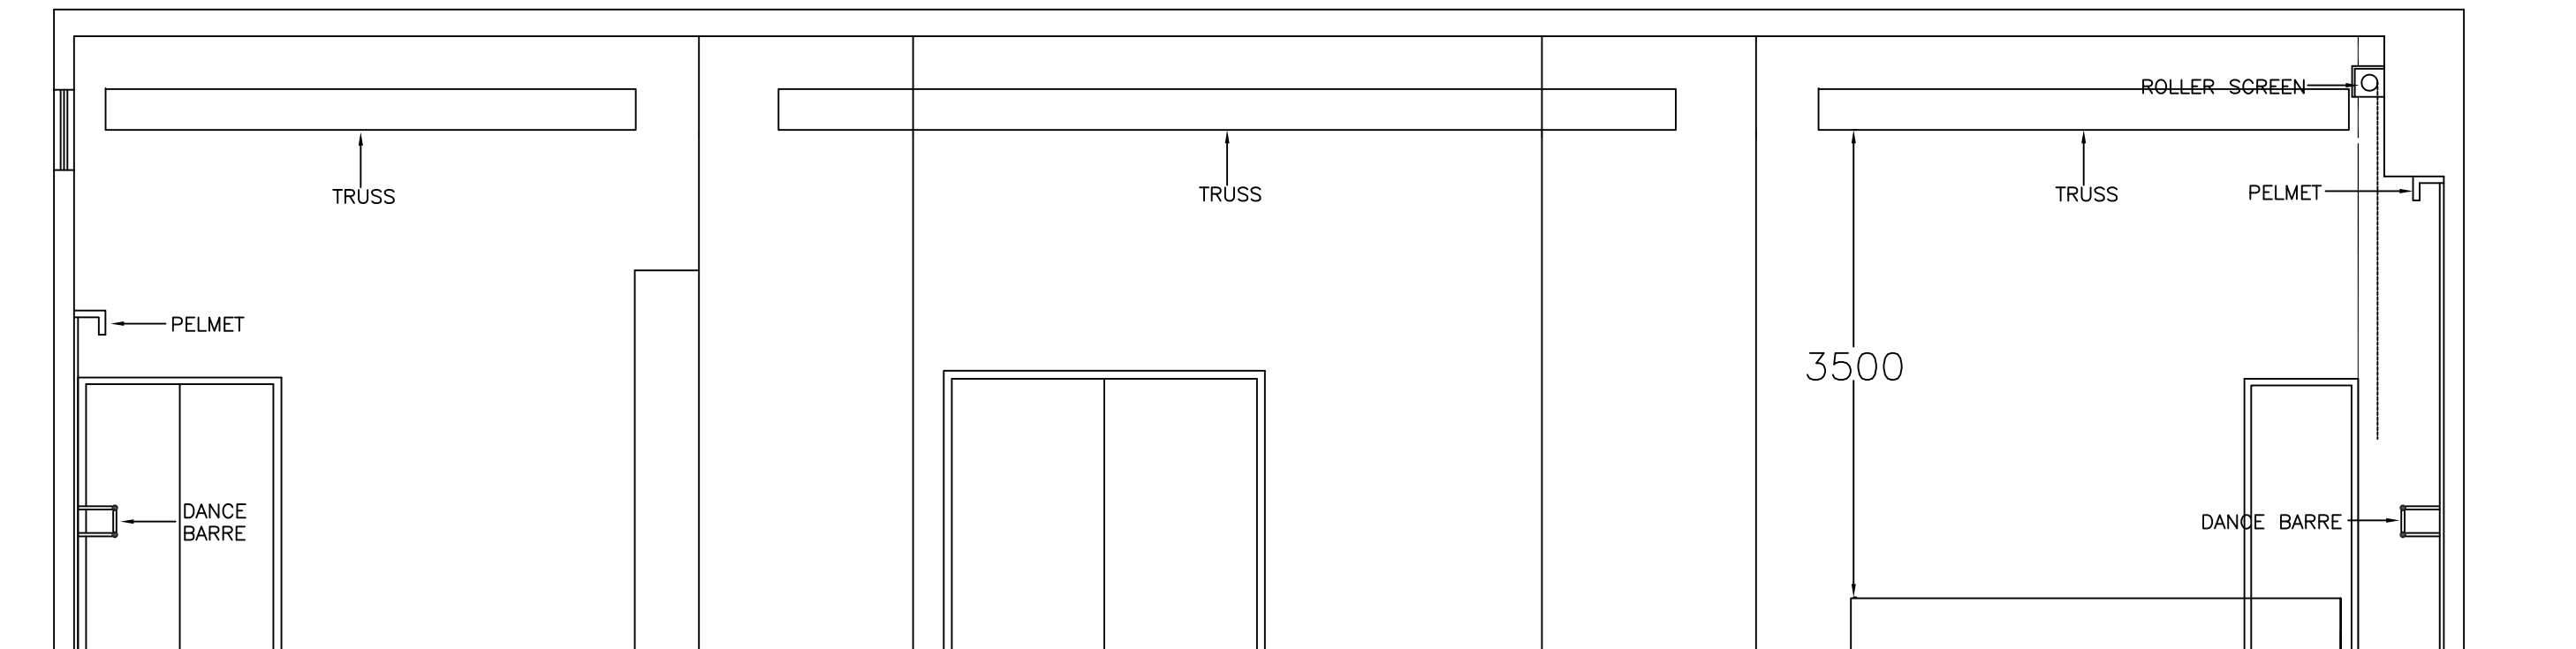 ROLLER SCREEN
TRUSS
TRUSS
TRUSS
PELMET
PELMET
3500
DANCE
BARRE
DANCE BARRE